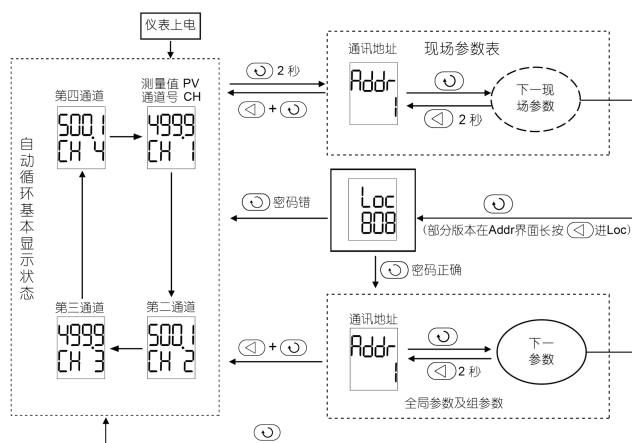 仪表上电
自动循环基本显示状态
第四通道
500.1
CH 4
测量值 PV
通道号 CH
499.9
CH 1
第三通道
499.9
CH 3
第二通道
500.1
CH 2
2 秒
+
通讯地址
现场参数表
Addr
1
2 秒
下一现
场参数
密码错
Loc
808
(部分版本在Addr界面长按 进Loc)
密码正确
+
通讯地址
Addr
1
2 秒
下一
参数
全局参数及组参数